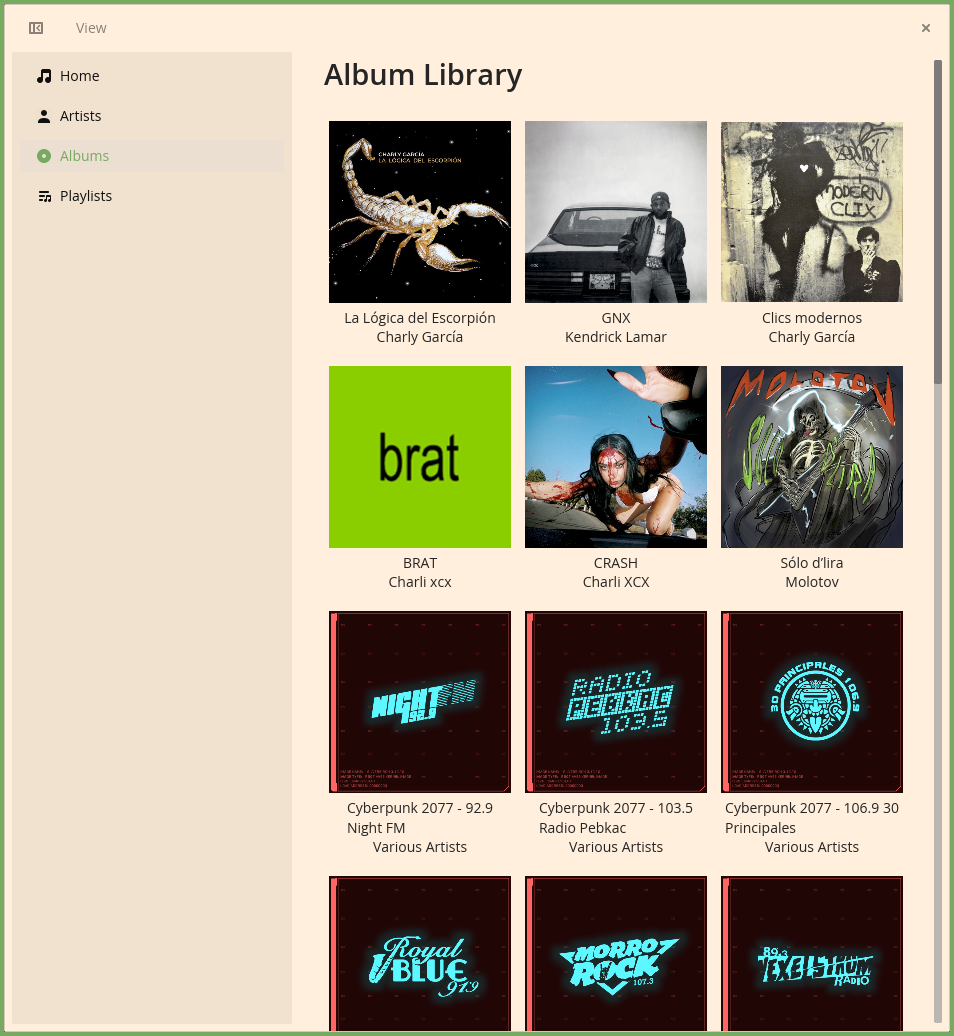 View
Home
Artists
Albums
Playlists
Album Library
CHARLY GARCÍA
LA LÓGICA DEL ESCORPIÓN
MODERN
CLIX
La Lógica del Escorpión
Charly García
GNX
Kendrick Lamar
Clics modernos
Charly García
brat
MOLOTOV
BRAT
Charli xcx
CRASH
Charli XCX
Sólo d’lira
Molotov
NIGHT FM
92.9
RADIO
PEBKAC
103.5
30 PRINCIPALES 106.9
Cyberpunk 2077 - 92.9
Night FM
Various Artists
Cyberpunk 2077 - 103.5
Radio Pebkac
Various Artists
Cyberpunk 2077 - 106.9 30
Principales
Various Artists
Royal
BLUE
91.9
MORRO
ROCK
107.3
89.3
RADIO